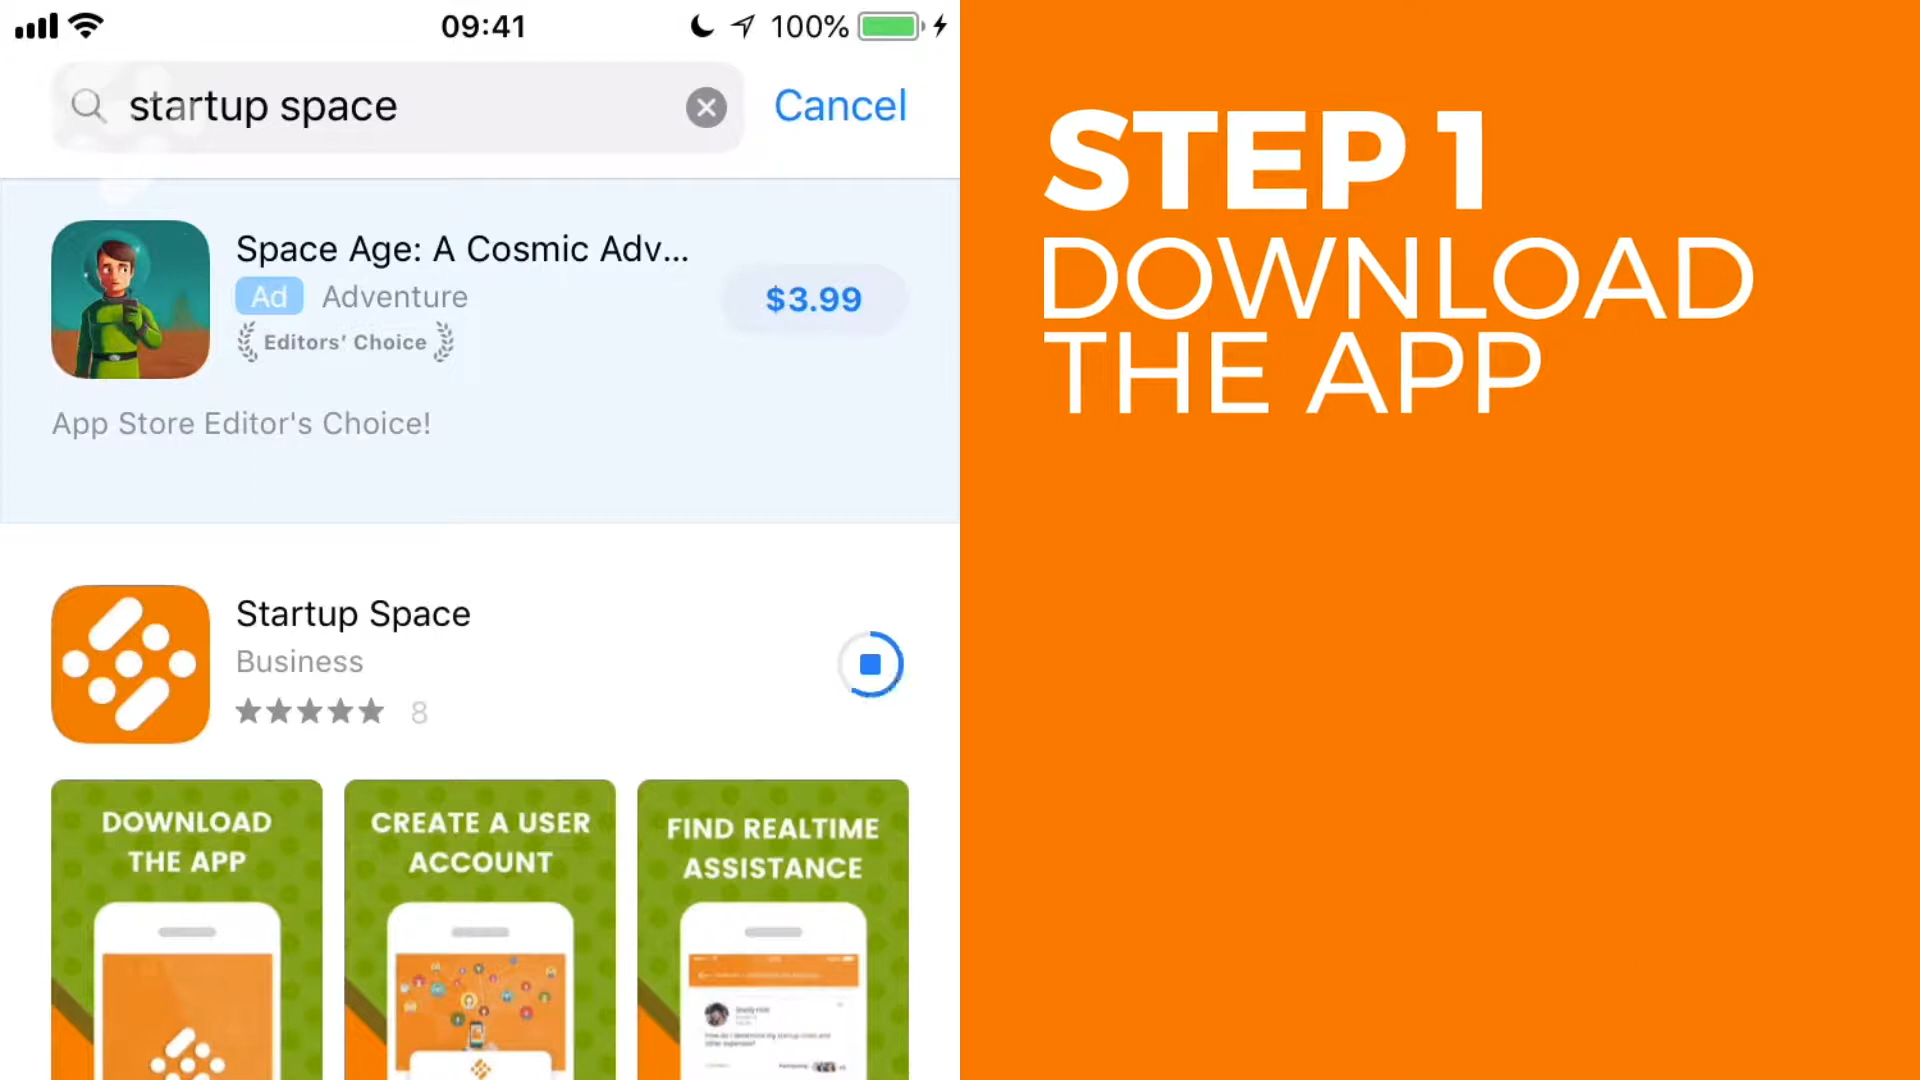 09:41
100%
startup space
Cancel
Space Age: A Cosmic Adv...
Ad Adventure
Editors' Choice
$3.99
App Store Editor's Choice!
Startup Space
Business
8
DOWNLOAD
THE APP
CREATE A USER
ACCOUNT
FIND REALTIME
ASSISTANCE
STEP 1
DOWNLOAD
THE APP